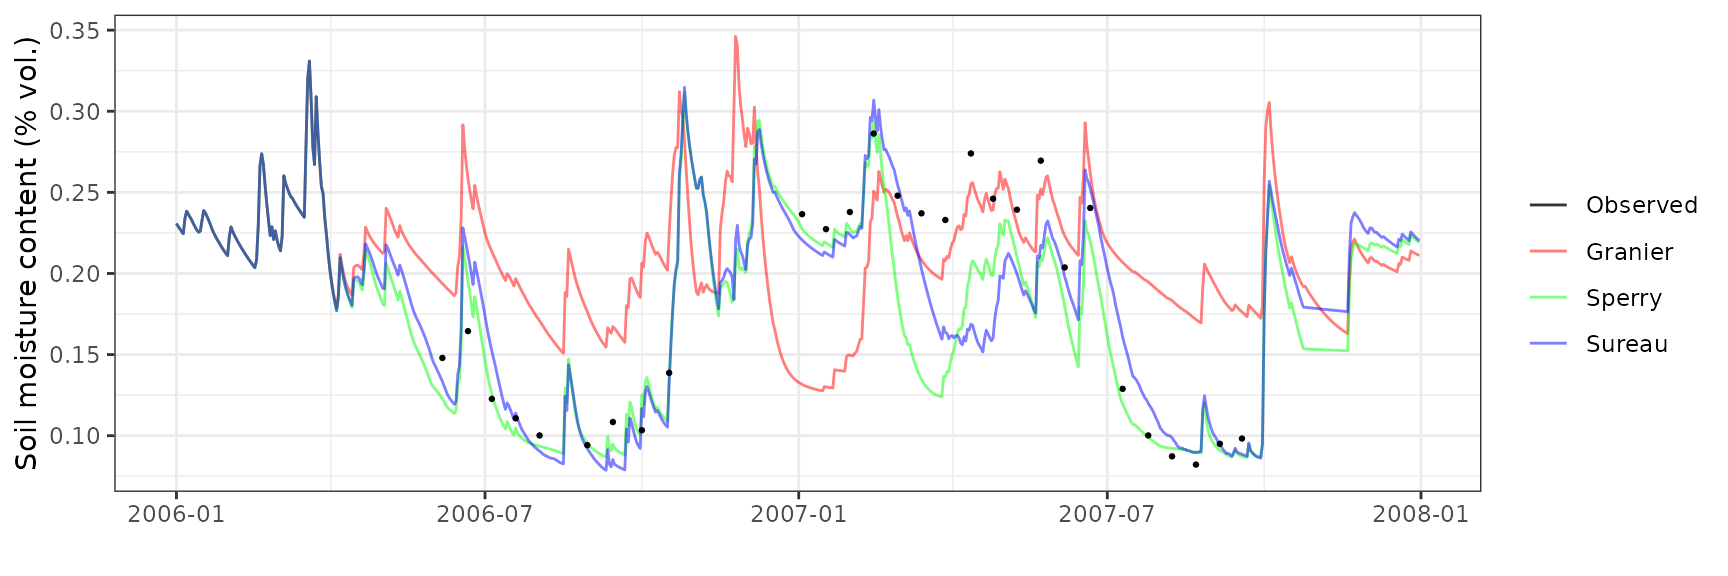 Soil moisture content (% vol.)
0.35
0.30
0.25
0.20
0.15
0.10
2006-01
2006-07
2007-01
2007-07
2008-01
Observed
Granier
Sperry
Sureau